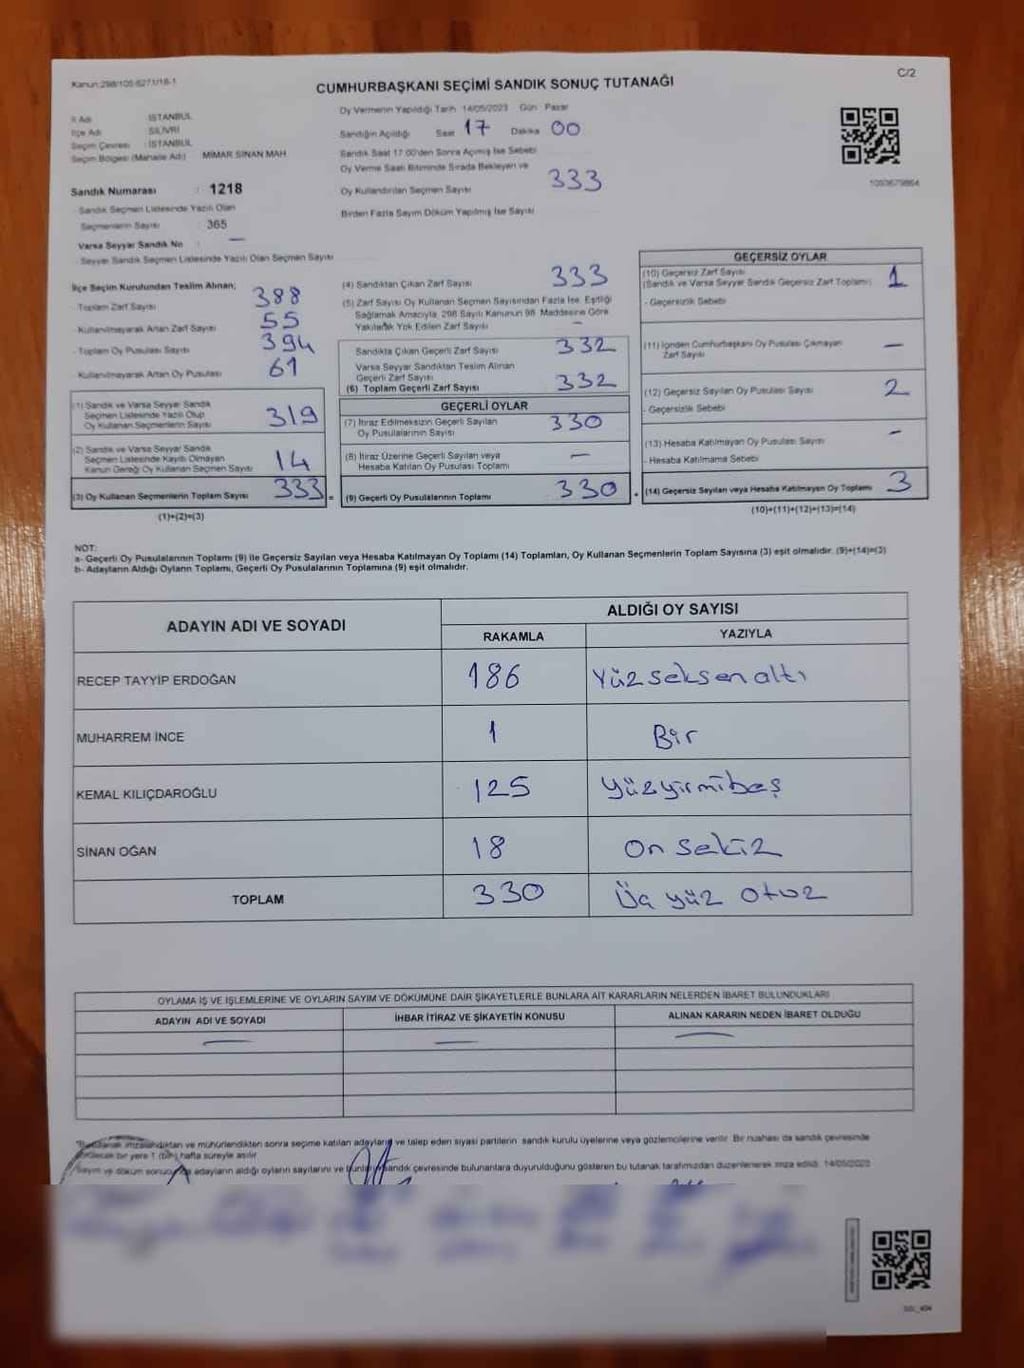 Kanun:298/105-6271/18-1
C/2
CUMHURBAŞKANI SEÇİMİ SANDIK SONUÇ TUTANAĞI
İl Adı : İSTANBUL
İlçe Adı : SİLİVRİ
Seçim Çevresi : İSTANBUL
Seçim Bölgesi (Mahalle Adı) MİMAR SİNAN MAH
Sandık Numarası : 1218
Sandık Seçmen Listesinde Yazılı Olan
Seçmenlerin Sayısı : 365
Varsa Seyyar Sandık No : —
Seyyar Sandık Seçmen Listesinde Yazılı Olan Seçmen Sayısı
Oy Vermenin Yapıldığı Tarih 14/05/2023 Gün Pazar
Sandığın Açıldığı Saat 17 Dakika 00
Sandık Saat 17:00'den Sonra Açılmış İse Sebebi
Oy Verme Saati Bitiminde Sırada Bekleyen ve
Oy Kullandırılan Seçmen Sayısı 333
Birden Fazla Sayım Döküm Yapılmış İse Sayısı
İlçe Seçim Kurulundan Teslim Alınan;
- Toplam Zarf Sayısı 388
- Kullanılmayarak Artan Zarf Sayısı 55
- Toplam Oy Pusulası Sayısı 394
- Kullanılmayarak Artan Oy Pusulası 61
(1) Sandık ve Varsa Seyyar Sandık
Seçmen Listesinde Yazılı Olup
Oy Kullanan Seçmenlerin Sayısı 319
(2) Sandık ve Varsa Seyyar Sandık
Seçmen Listesinde Kayıtlı Olmayan
Kanun Gereği Oy Kullanan Seçmen Sayısı 14
(3) Oy Kullanan Seçmenlerin Toplam Sayısı 333
(1)+(2)=(3)
(4) Sandıktan Çıkan Zarf Sayısı 333
(5) Zarf Sayısı Oy Kullanan Seçmen Sayısından Fazla İse, Eşitliği
Sağlamak Amacıyla, 298 Sayılı Kanunun 98. Maddesine Göre
Yakılarak Yok Edilen Zarf Sayısı —
Sandıkta Çıkan Geçerli Zarf Sayısı 332
Varsa Seyyar Sandıktan Teslim Alınan
Geçerli Zarf Sayısı
(6) Toplam Geçerli Zarf Sayısı 332
GEÇERLİ OYLAR
(7) İtiraz Edilmeksizin Geçerli Sayılan
Oy Pusulalarının Sayısı 330
(8) İtiraz Üzerine Geçerli Sayılan veya
Hesaba Katılan Oy Pusulası Toplamı —
= (9) Geçerli Oy Pusulalarının Toplamı 330
GEÇERSİZ OYLAR
(10) Geçersiz Zarf Sayısı
(Sandık ve Varsa Seyyar Sandık Geçersiz Zarf Toplamı) 1
- Geçersizlik Sebebi
(11) İçinden Cumhurbaşkanı Oy Pusulası Çıkmayan
Zarf Sayısı —
(12) Geçersiz Sayılan Oy Pusulası Sayısı 2
- Geçersizlik Sebebi
(13) Hesaba Katılmayan Oy Pusulası Sayısı —
- Hesaba Katılmama Sebebi
+ (14) Geçersiz Sayılan veya Hesaba Katılmayan Oy Toplamı 3
(10)+(11)+(12)+(13)=(14)
NOT:
a- Geçerli Oy Pusulalarının Toplamı (9) ile Geçersiz Sayılan veya Hesaba Katılmayan Oy Toplamı (14) Toplamları, Oy Kullanan Seçmenlerin Toplam Sayısına (3) eşit olmalıdır. (9)+(14)=(3)
b- Adayların Aldığı Oyların Toplamı, Geçerli Oy Pusulalarının Toplamına (9) eşit olmalıdır.
ADAYIN ADI VE SOYADI
ALDIĞI OY SAYISI
RAKAMLA YAZIYLA
RECEP TAYYİP ERDOĞAN 186 Yüzseksenaltı
MUHARREM İNCE 1 Bir
KEMAL KILIÇDAROĞLU 125 Yüzyirmibeş
SİNAN OĞAN 18 On sekiz
TOPLAM 330 Üç yüz otuz
OYLAMA İŞ VE İŞLEMLERİNE VE OYLARIN SAYIM VE DÖKÜMÜNE DAİR ŞİKAYETLERLE BUNLARA AİT KARARLARIN NELERDEN İBARET BULUNDUKLARI
ADAYIN ADI VE SOYADI İHBAR İTİRAZ VE ŞİKAYETİN KONUSU ALINAN KARARIN NEDEN İBARET OLDUĞU
— — —
imzalandıktan ve mühürlendikten sonra seçime katılan adayların ve talep eden siyasi partilerin sandık kurulu üyelerine veya gözlemcilerine verilir. Bir nüshası da sandık çevresinde
bir yere 1 (bir) hafta süreyle asılır.
Sayım ve döküm adayların aldığı oyların sayılarını ve sandık çevresinde bulunanlara duyurulduğunu gösteren bu tutanak tarafımızdan düzenlenerek imza edildi. 14/05/2023